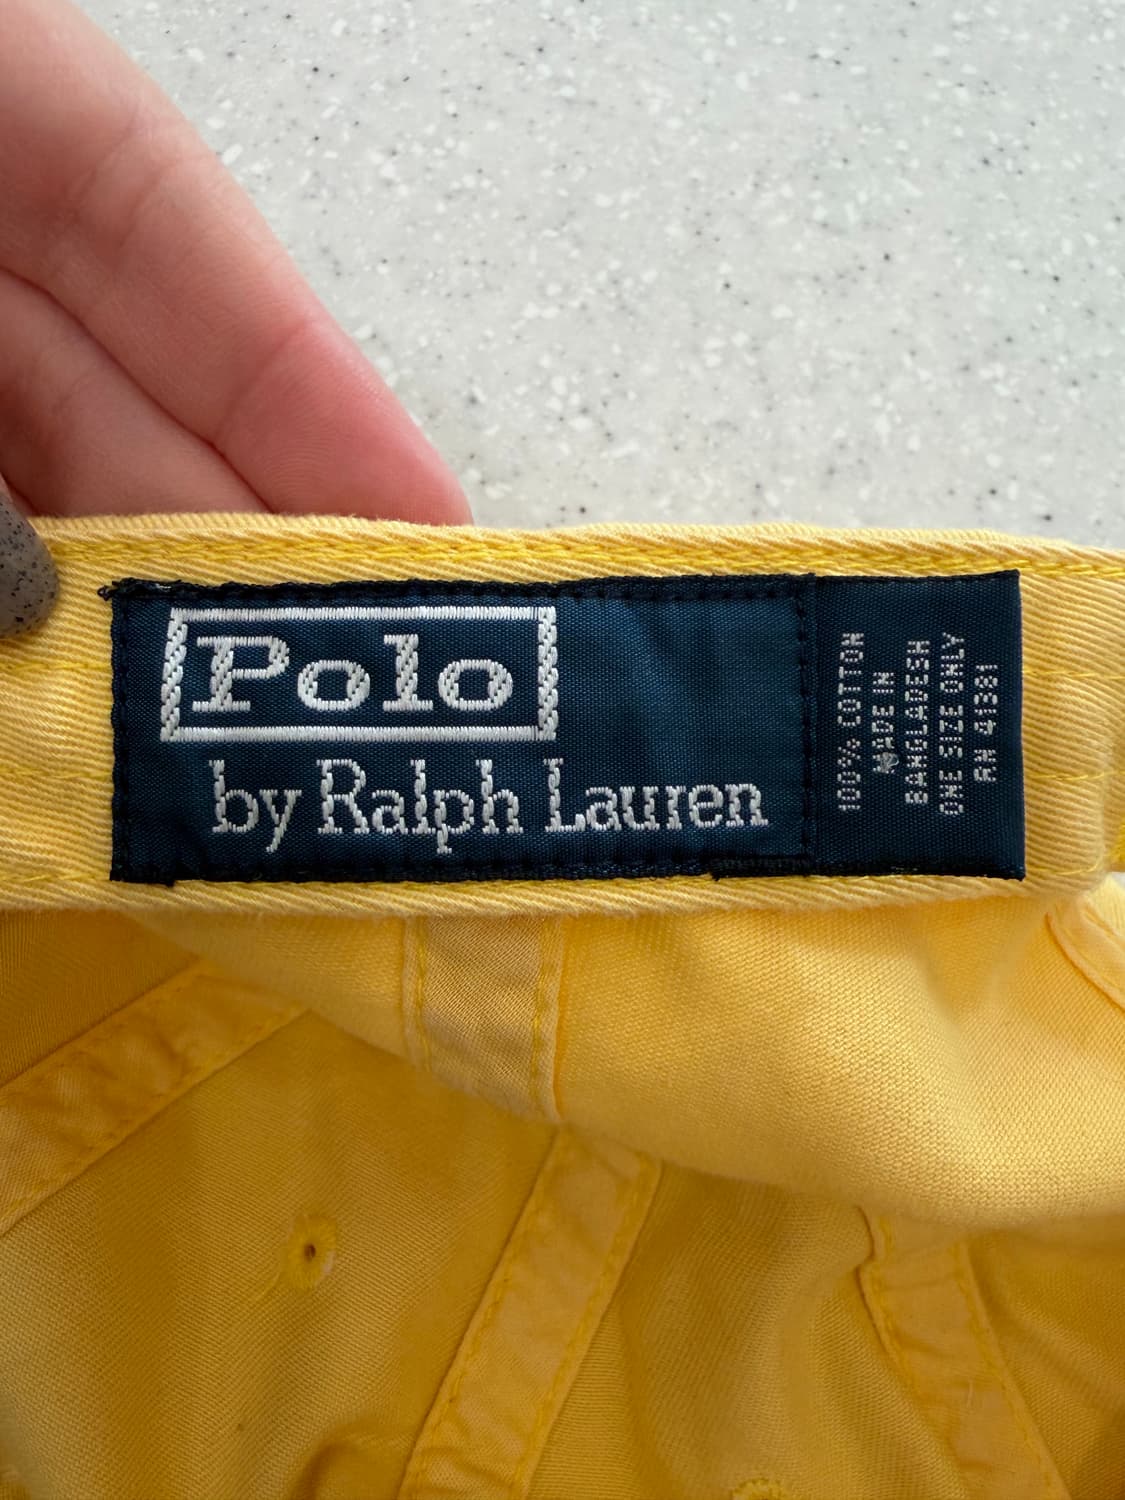 Polo
by Ralph Lauren
100% COTTON
MADE IN
BANGLADESH
ONE SIZE ONLY
RN 41381